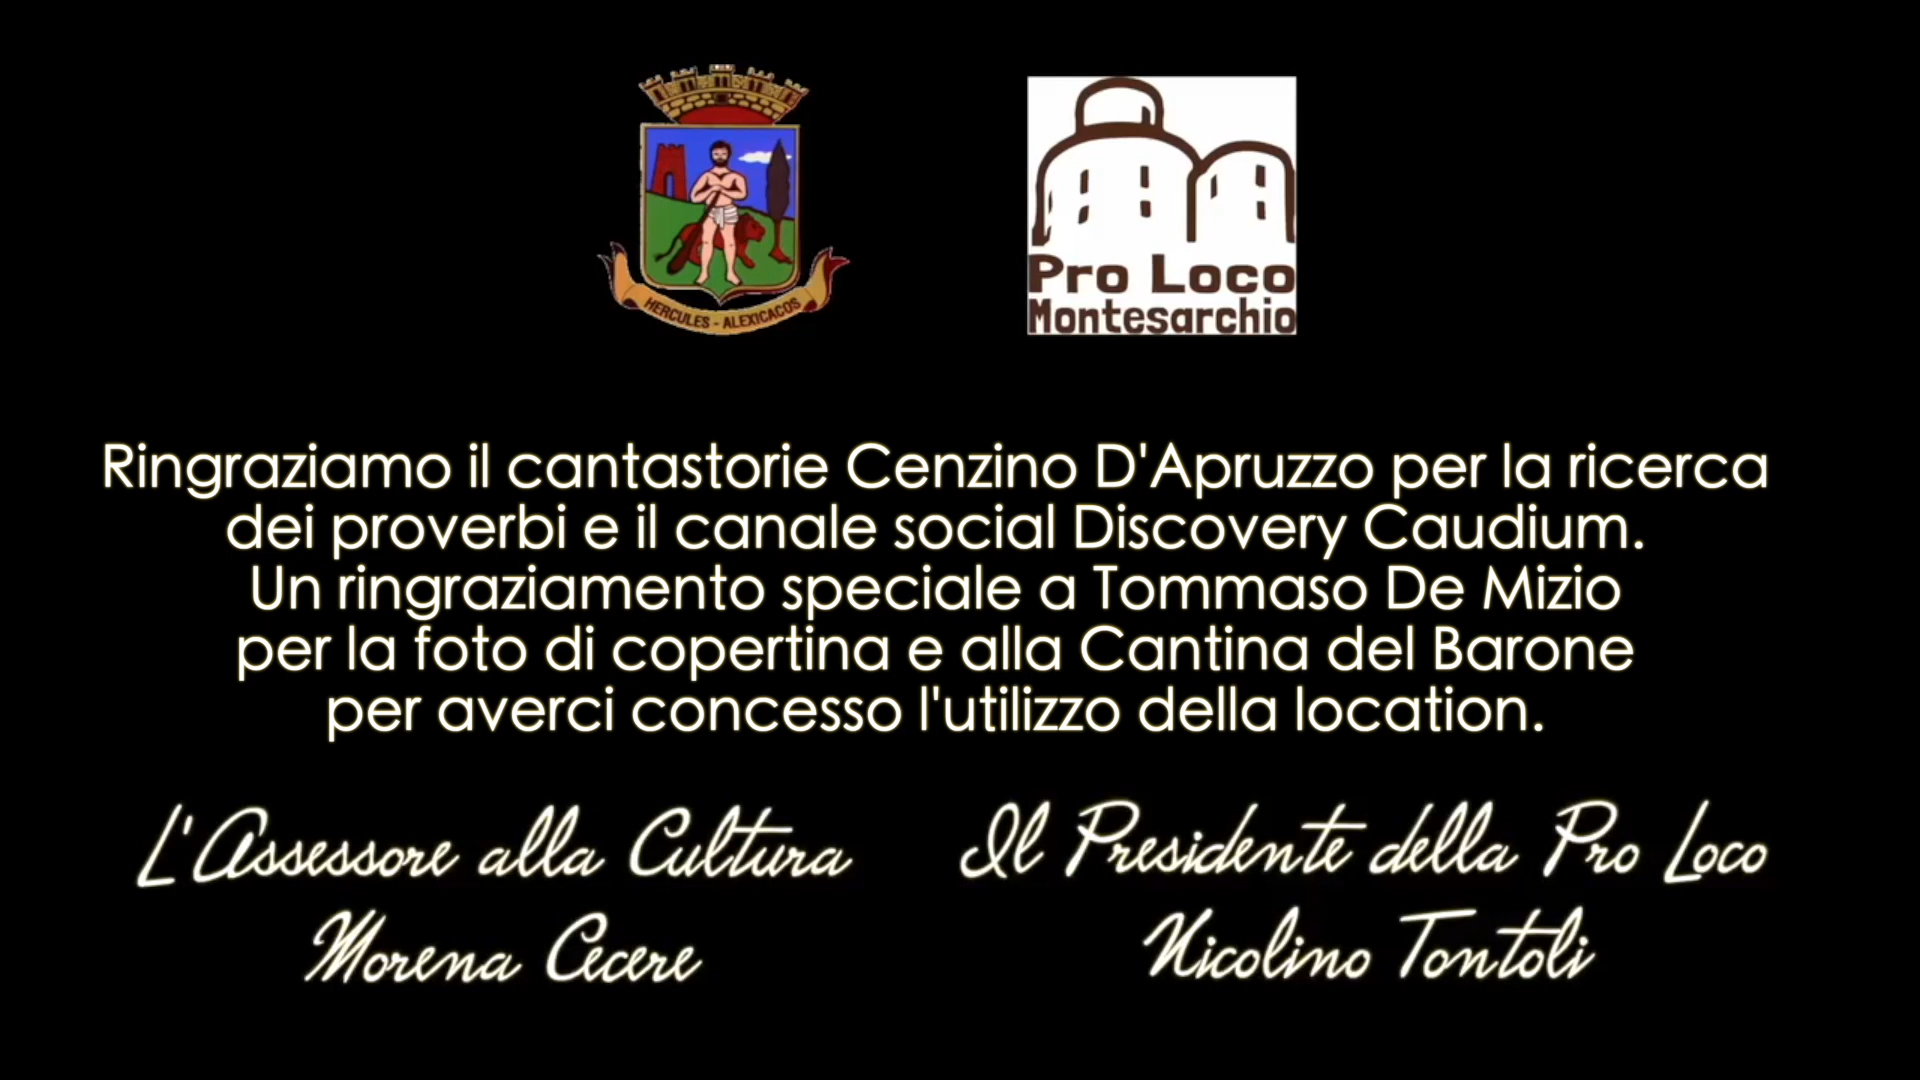 HERCULES - ALEXICACOS
Pro Loco
Montesarchio
Ringraziamo il cantastorie Cenzino D'Apruzzo per la ricerca
dei proverbi e il canale social Discovery Caudium.
Un ringraziamento speciale a Tommaso De Mizio
per la foto di copertina e alla Cantina del Barone
per averci concesso l'utilizzo della location.
L'Assessore alla Cultura
Morena Cecere
Il Presidente della Pro Loco
Nicolino Tontoli